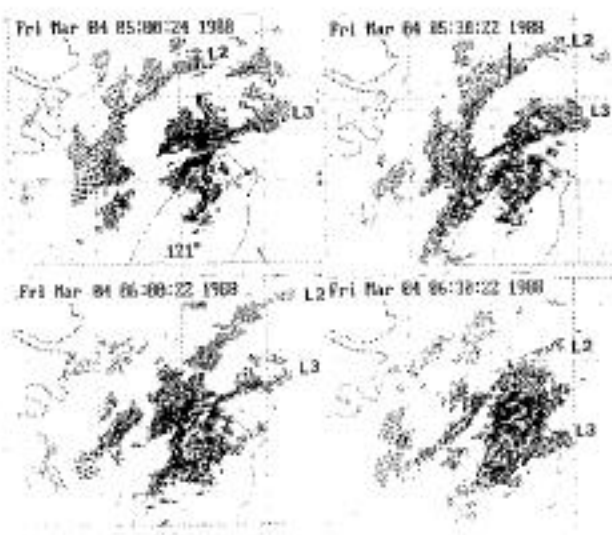 Fri Mar 04 05:00:24 1988
L2
L3
121°
Fri Mar 04 05:30:22 1988
L2
L3
Fri Mar 04 06:00:22 1988
L2
L3
Fri Mar 04 06:30:22 1988
L2
L3